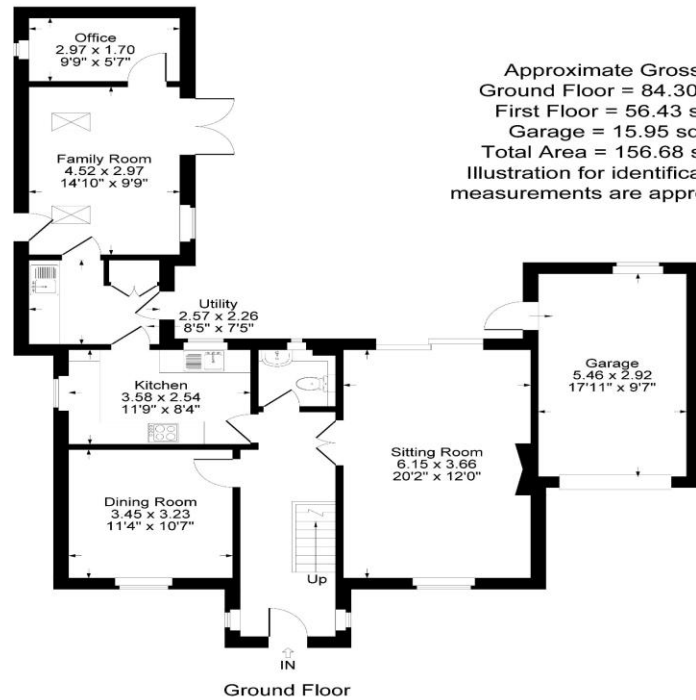 Office
2.97 x 1.70
9'9" x 5'7"
Approximate Gross
Ground Floor = 84.30
First Floor = 56.43 s
Garage = 15.95 sq
Total Area = 156.68 s
Illustration for identifica
measurements are appr
Family Room
4.52 x 2.97
14'10" x 9'9"
Utility
2.57 x 2.26
8'5" x 7'5"
Garage
5.46 x 2.92
17'11" x 9'7"
Kitchen
3.58 x 2.54
11'9" x 8'4"
Sitting Room
6.15 x 3.66
20'2" x 12'0"
Dining Room
3.45 x 3.23
11'4" x 10'7"
Up
IN
Ground Floor